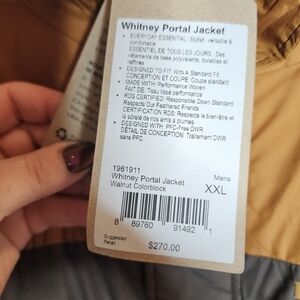 Whitney Portal Jacket
• EVERYDAY ESSENTIAL: Stylish, versatile &
comfortable
ESSENTIEL DE TOUS LES JOURS : Des
vêtements de base polyvalents, durables et
raffinés
• DESIGNED TO FIT: With A Standard Fit
CONCEPTION ET COUPE: Coupe standard
• MADE WITH: Performance Woven
FAIT DE: Tissu tissé performance
• RDS CERTIFIED: Responsible Down Standard
Respects Our Feathered Friends
CERTIFICATION RDS: Respecte le bien-être et
la sûreté de nos amis à plumes
• DESIGNED WITH: PFC-Free DWR
DÉTAIL DE CONCEPTION: Traitement DWR
sans PFC
1961911
Whitney Portal Jacket
Walnut Colorblock
Mens
XXL
8 89760 91492 1
Suggested
Retail
$270.00